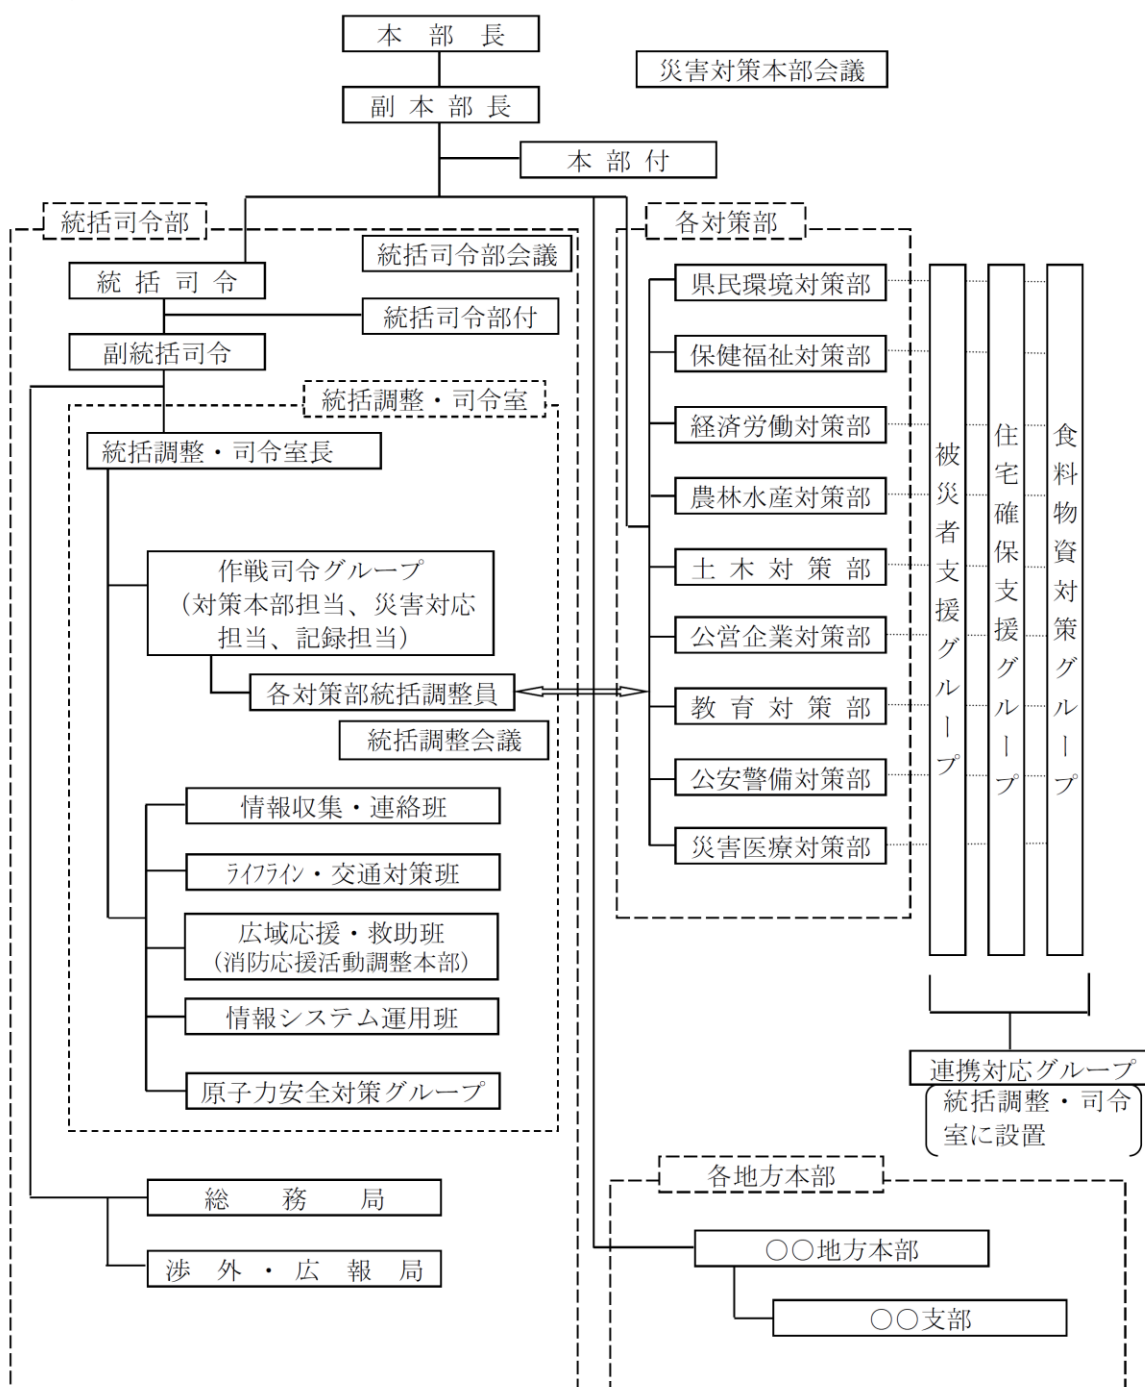 本部長
災害対策本部会議
副本部長
本部付
統括司令部
統括司令部会議
統括司令
統括司令部付
副統括司令
統括調整・司令室
統括調整・司令室長
作戦司令グループ
(対策本部担当、災害対応
担当、記録担当)
各対策部統括調整員
統括調整会議
情報収集・連絡班
ﾗｲﾌﾗｲﾝ・交通対策班
広域応援・救助班
(消防応援活動調整本部)
情報システム運用班
原子力安全対策グループ
総務局
渉外・広報局
各対策部
県民環境対策部
保健福祉対策部
経済労働対策部
農林水産対策部
土木対策部
公営企業対策部
教育対策部
公安警備対策部
災害医療対策部
被災者支援グループ
住宅確保支援グループ
食料物資対策グループ
連携対応グループ
統括調整・司令
室に設置
各地方本部
○○地方本部
○○支部